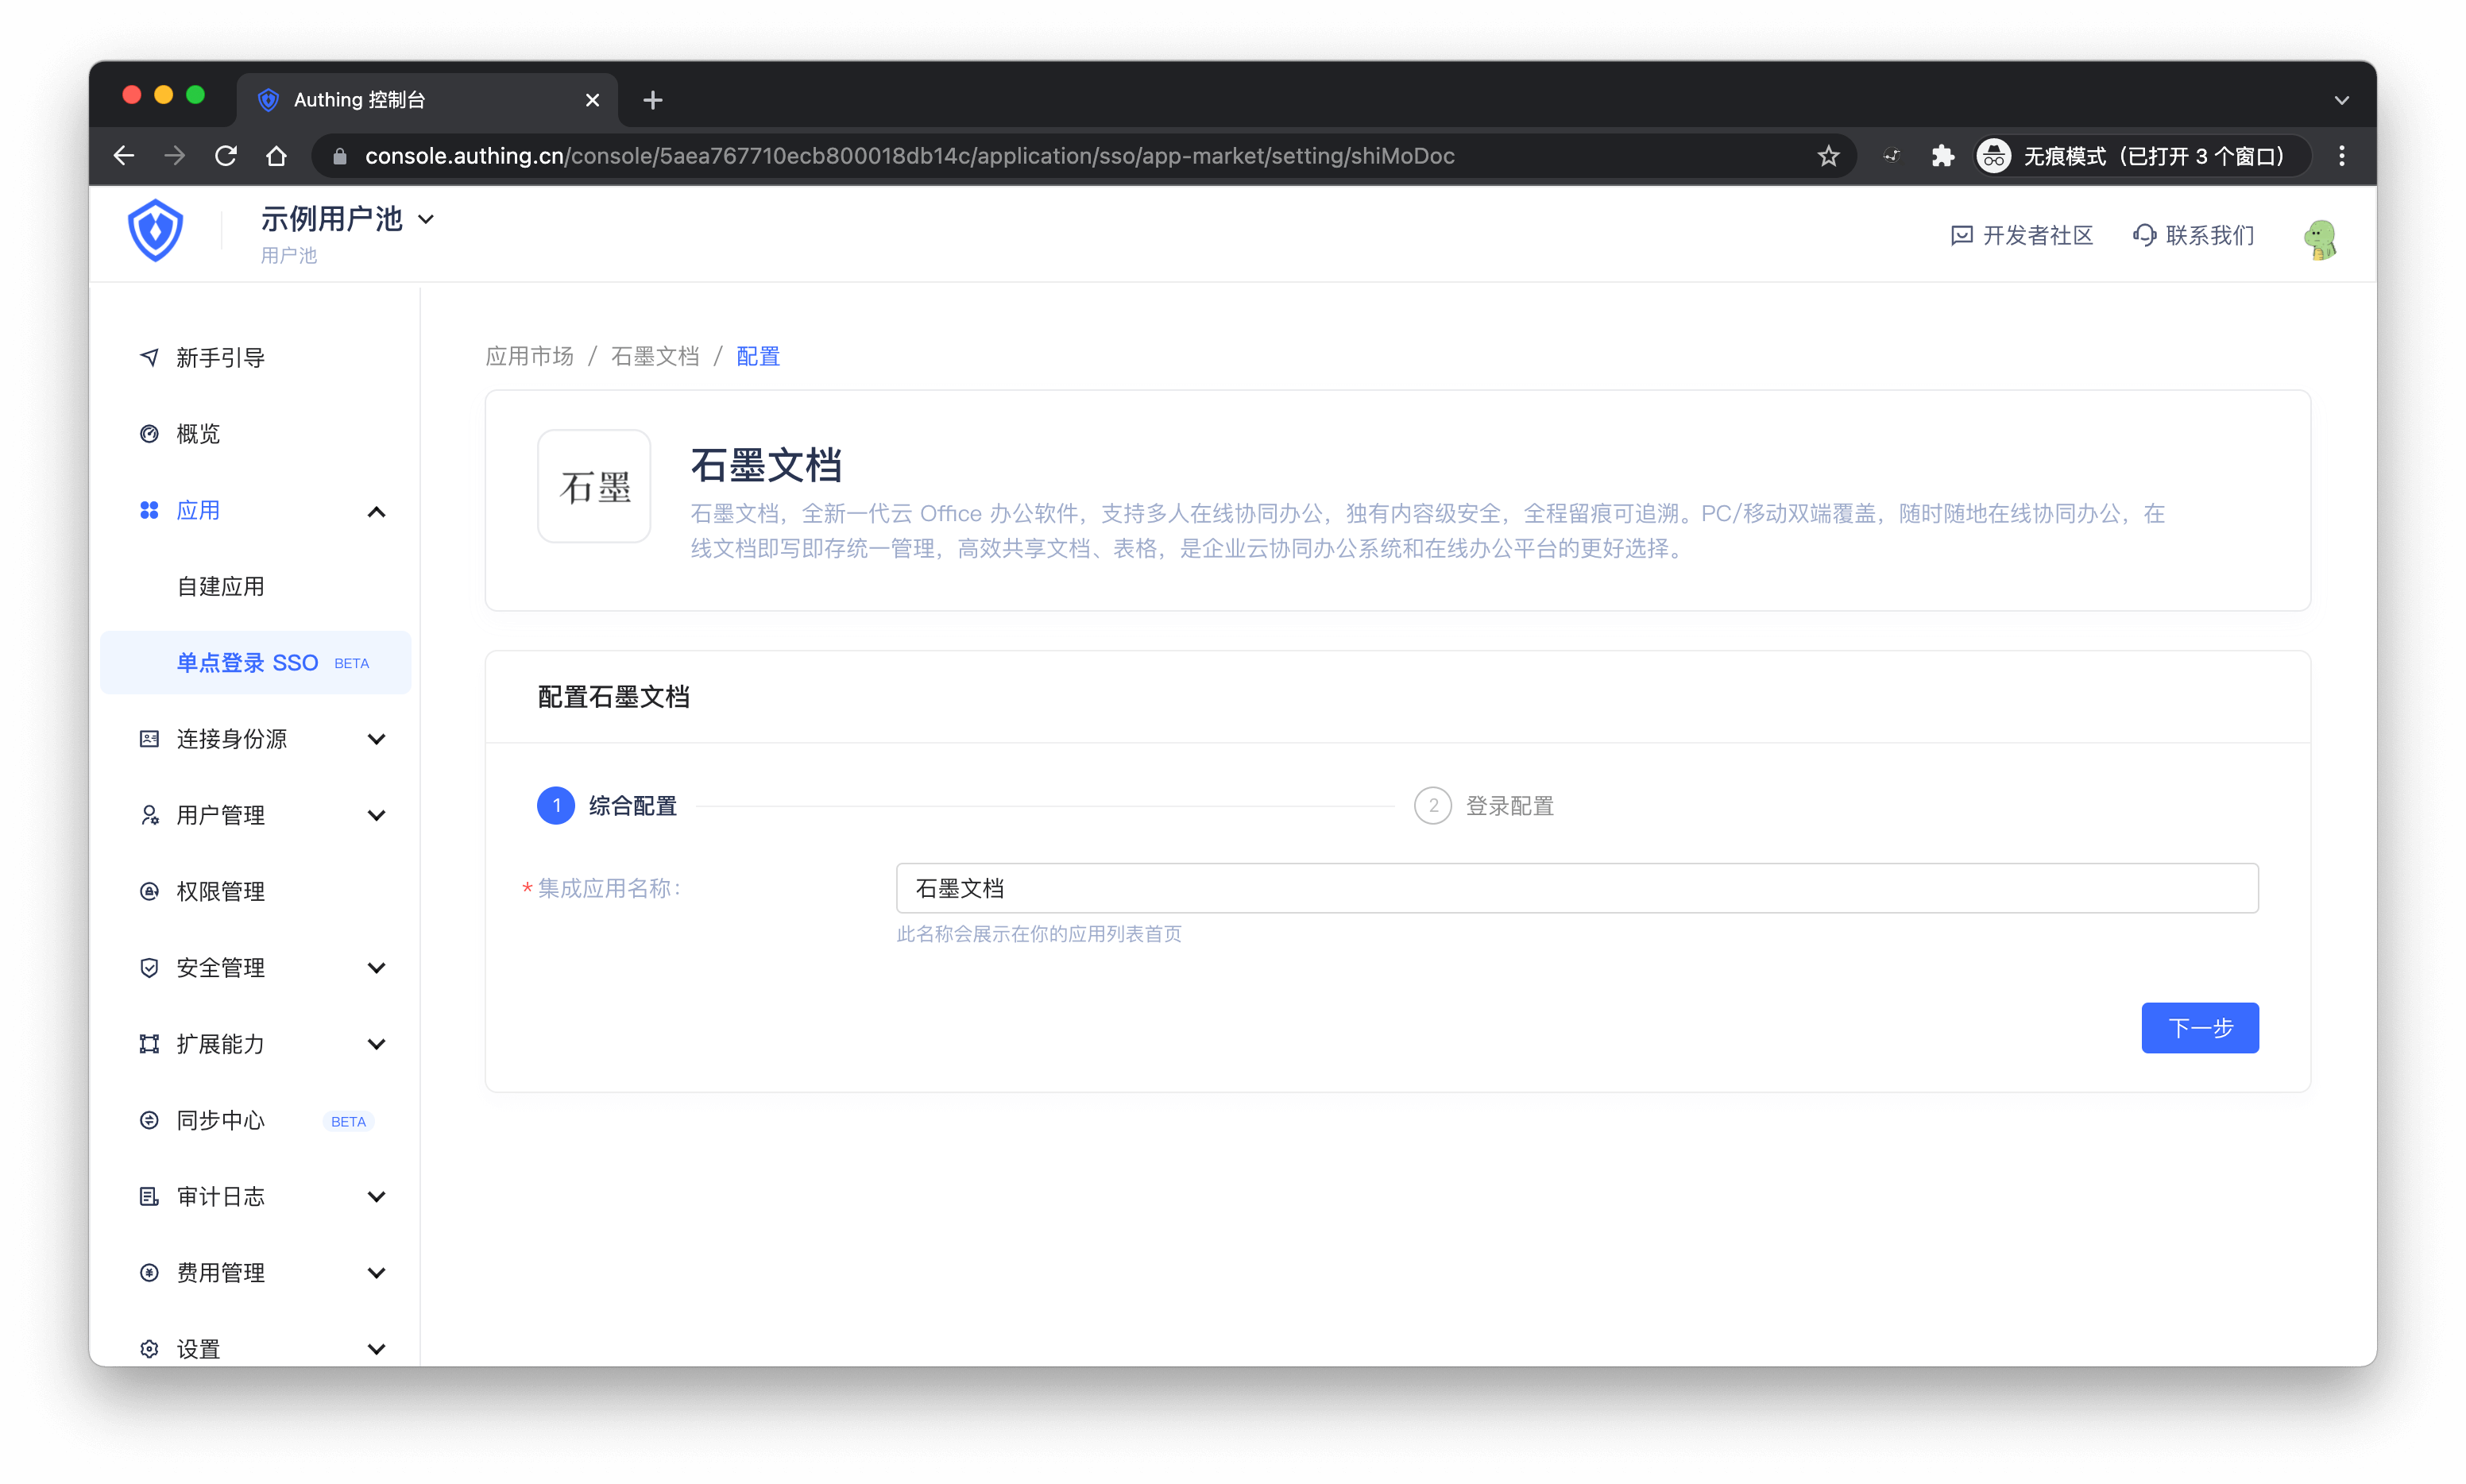 Authing 控制台
console.authing.cn/console/5aea767710ecb800018db14c/application/sso/app-market/setting/shiMoDoc
无痕模式（已打开 3 个窗口）
示例用户池
用户池
开发者社区
联系我们
新手引导
概览
应用
自建应用
单点登录 SSO BETA
连接身份源
用户管理
权限管理
安全管理
扩展能力
同步中心 BETA
审计日志
费用管理
设置
应用市场 / 石墨文档 / 配置
石墨
石墨文档
石墨文档，全新一代云 Office 办公软件，支持多人在线协同办公，独有内容级安全，全程留痕可追溯。PC/移动双端覆盖，随时随地在线协同办公，在
线文档即写即存统一管理，高效共享文档、表格，是企业云协同办公系统和在线办公平台的更好选择。
配置石墨文档
1 综合配置
2 登录配置
* 集成应用名称：
石墨文档
此名称会展示在你的应用列表首页
下一步